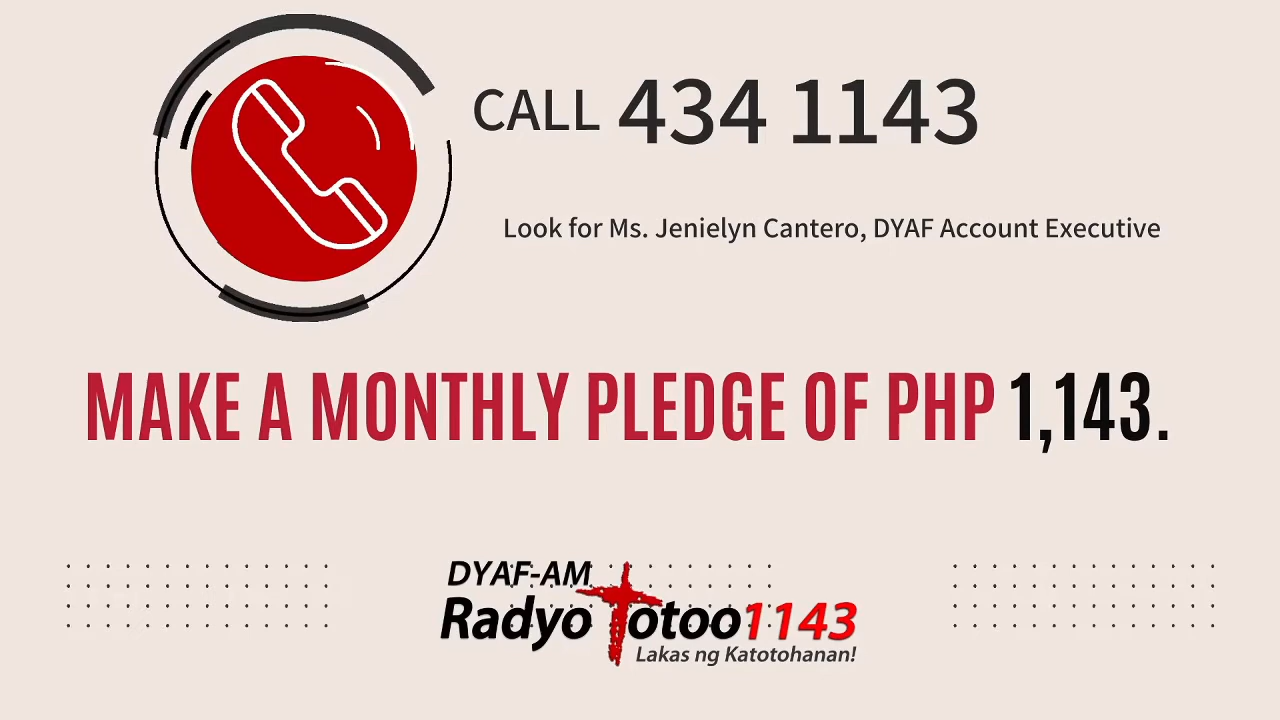 CALL 434 1143
Look for Ms. Jenielyn Cantero, DYAF Account Executive
MAKE A MONTHLY PLEDGE OF PHP 1,143.
DYAF-AM
Radyo Totoo 1143
Lakas ng Katotohanan!